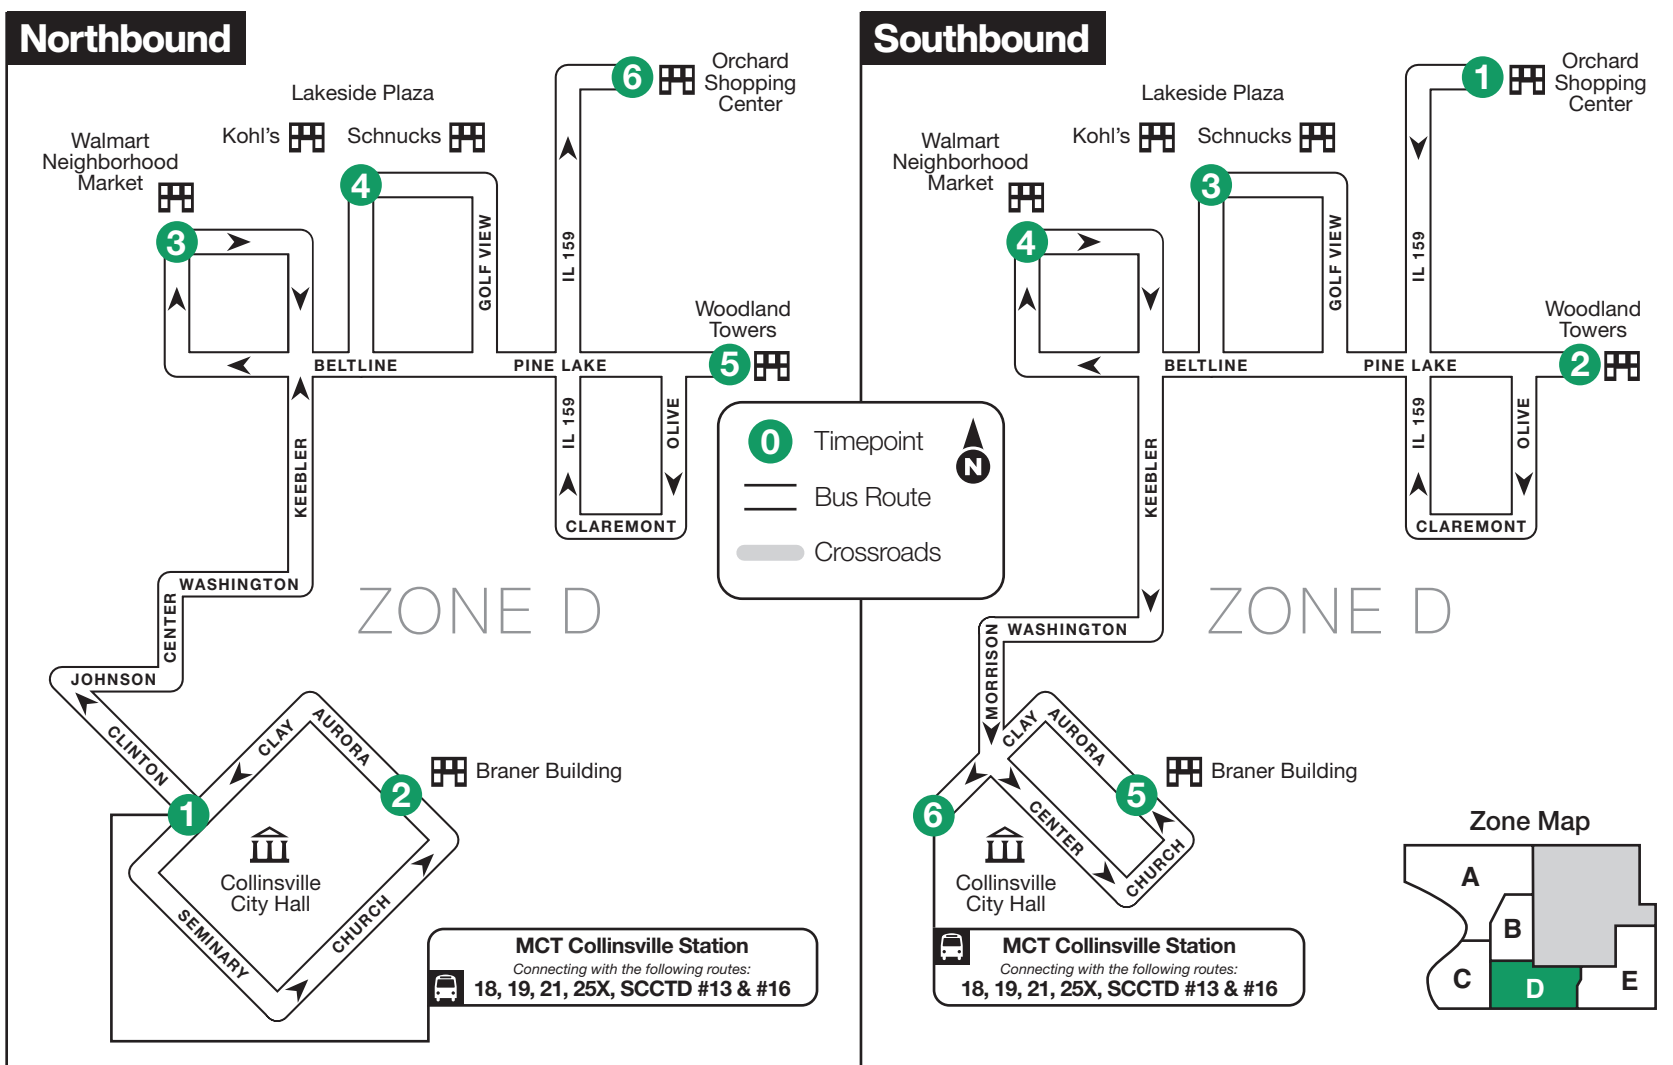 Northbound
Orchard
Shopping
Center
6
Lakeside Plaza
Kohl's
Schnucks
Walmart
Neighborhood
Market
4
3
IL 159
GOLF VIEW
Woodland
Towers
5
BELTLINE
PINE LAKE
IL 159
OLIVE
KEEBLER
CLAREMONT
WASHINGTON
CENTER
ZONE D
JOHNSON
CLINTON
CLAY
AURORA
Braner Building
2
1
Collinsville
City Hall
SEMINARY
CHURCH
MCT Collinsville Station
Connecting with the following routes:
18, 19, 21, 25X, SCCTD #13 & #16
0
Timepoint
N
Bus Route
Crossroads
Southbound
Orchard
Shopping
Center
1
Lakeside Plaza
Kohl's
Schnucks
Walmart
Neighborhood
Market
3
4
IL 159
GOLF VIEW
Woodland
Towers
2
BELTLINE
PINE LAKE
IL 159
OLIVE
KEEBLER
CLAREMONT
WASHINGTON
MORRISON
ZONE D
CLAY
AURORA
Braner Building
5
6
CENTER
CHURCH
Collinsville
City Hall
MCT Collinsville Station
Connecting with the following routes:
18, 19, 21, 25X, SCCTD #13 & #16
Zone Map
A
B
C
D
E